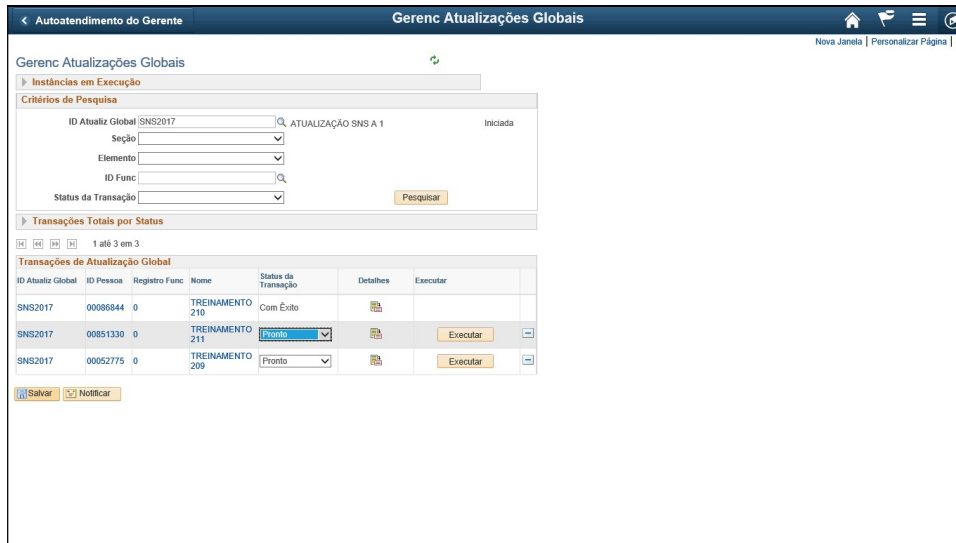 Autoatendimento do Gerente
Gerenc Atualizações Globais
Nova Janela | Personalizar Página |
Gerenc Atualizações Globais
Instâncias em Execução
Critérios de Pesquisa
ID Atualiz Global SNS2017 ATUALIZAÇÃO SNS A 1 Iniciada
Seção
Elemento
ID Func
Status da Transação Pesquisar
Transações Totais por Status
1 até 3 em 3
Transações de Atualização Global
ID Atualiz Global ID Pessoa Registro Func Nome Status da Transação Detalhes Executar
SNS2017 00086844 0 TREINAMENTO 210 Com Êxito
SNS2017 00851330 0 TREINAMENTO 211 Pronto Executar
SNS2017 00052775 0 TREINAMENTO 209 Pronto Executar
Salvar Notificar